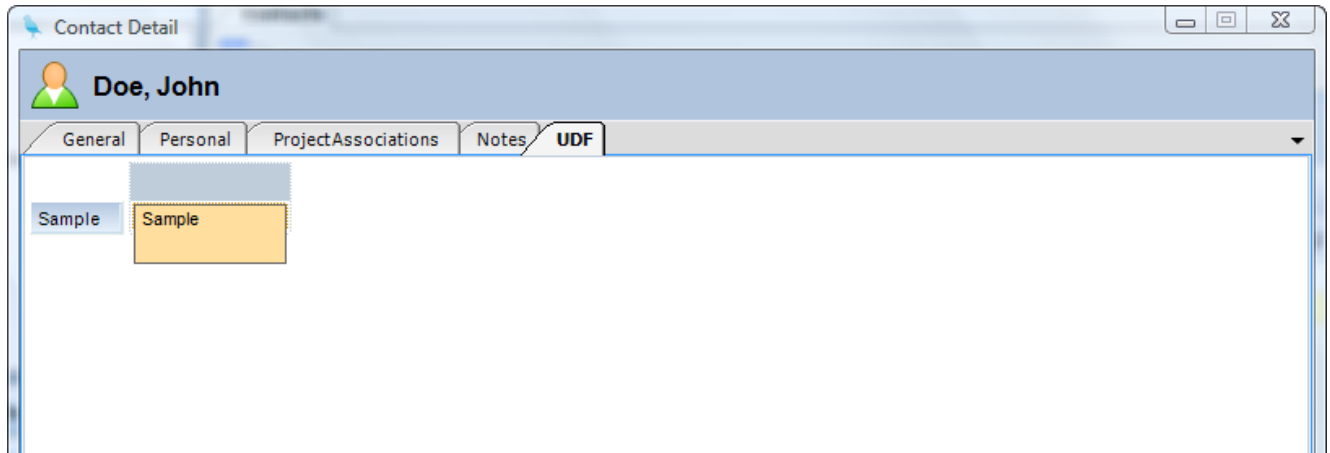 Contact Detail
Doe, John
General Personal ProjectAssociations Notes UDF
Sample Sample